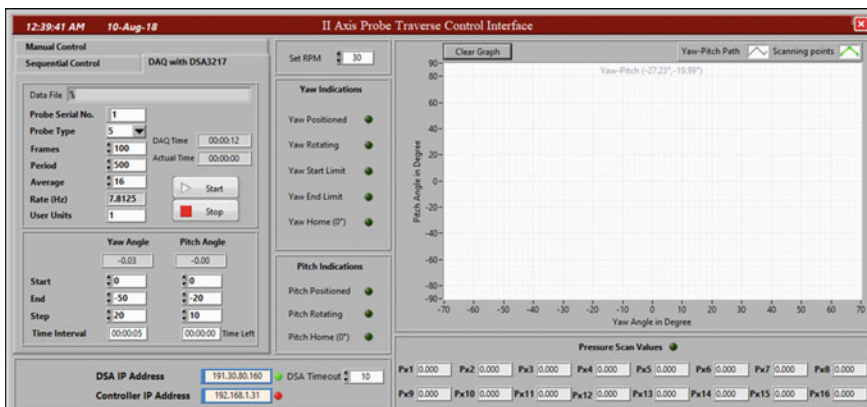 12:39:41 AM 10-Aug-18 II Axis Probe Traverse Control Interface
Manual Control
Sequential Control DAQ with DSA3217
Data File
Probe Serial No. 1
Probe Type 5
Frames 100
Period 500
Average 16
Rate (Hz) 7.8125
User Units 1
DAQ Time 00:00:12
Actual Time 00:00:00
Start
Stop
Yaw Angle Pitch Angle
-0.03 -0.00
Start 0 0
End -50 -20
Step 20 10
Time Interval 00:00:05 00:00:00 Time Left
DSA IP Address 191.30.80.160 DSA Timeout 10
Controller IP Address 192.168.1.31
Set RPM 30
Yaw Indications
Yaw Positioned
Yaw Rotating
Yaw Start Limit
Yaw End Limit
Yaw Home (0°)
Pitch Indications
Pitch Positioned
Pitch Rotating
Pitch Home (0°)
Clear Graph Yaw-Pitch Path Scanning points
Yaw-Pitch (-27.23°,-19.99°)
Pitch Angle in Degree
90
80
60
40
20
0
-20
-40
-60
-80
-90
-70 -60 -50 -40 -30 -20 -10 0 10 20 30 40 50 60 70
Yaw Angle in Degree
Pressure Scan Values
Px1 0.000 Px2 0.000 Px3 0.000 Px4 0.000 Px5 0.000 Px6 0.000 Px7 0.000 Px8 0.000
Px9 0.000 Px10 0.000 Px11 0.000 Px12 0.000 Px13 0.000 Px14 0.000 Px15 0.000 Px16 0.000